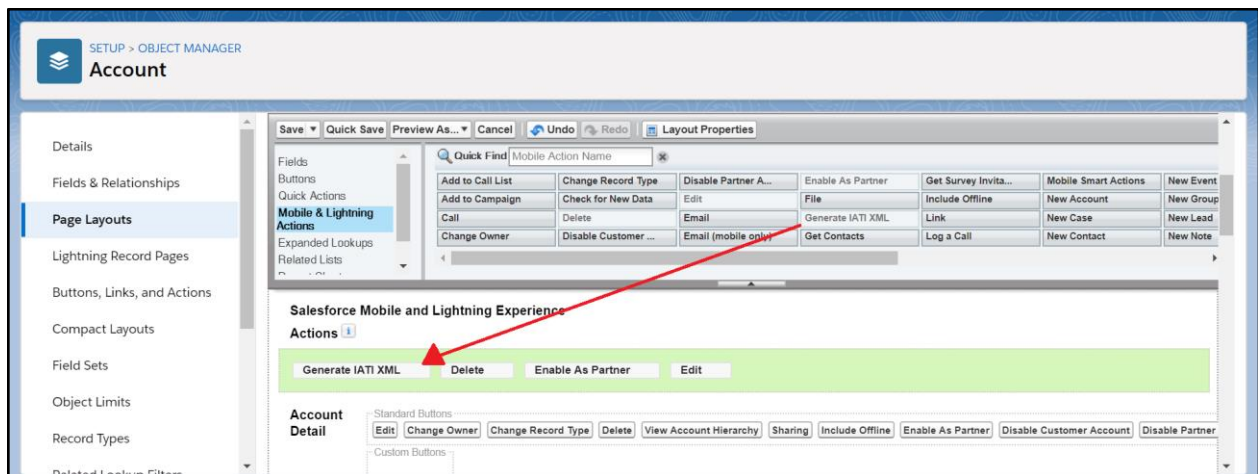 SETUP > OBJECT MANAGER
Account
Details
Fields & Relationships
Page Layouts
Lightning Record Pages
Buttons, Links, and Actions
Compact Layouts
Field Sets
Object Limits
Record Types
Related Lookup Filters
Save Quick Save Preview As... Cancel Undo Redo Layout Properties
Fields
Buttons
Quick Actions
Mobile & Lightning
Actions
Expanded Lookups
Related Lists
Quick Find Mobile Action Name
Add to Call List Change Record Type Disable Partner A... Enable As Partner Get Survey Invita... Mobile Smart Actions New Event
Add to Campaign Check for New Data Edit File Include Offline New Account New Group
Call Delete Email Generate IATI XML Link New Case New Lead
Change Owner Disable Customer ... Email (mobile only) Get Contacts Log a Call New Contact New Note
Salesforce Mobile and Lightning Experience
Actions i
Generate IATI XML Delete Enable As Partner Edit
Account
Detail
Standard Buttons
Edit Change Owner Change Record Type Delete View Account Hierarchy Sharing Include Offline Enable As Partner Disable Customer Account Disable Partner
Custom Buttons